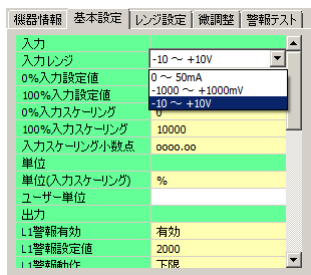 機器情報 基本設定 レンジ設定 微調整 警報テスト
入力
入力レンジ -10 ～ +10V
0%入力設定値 0 ～ 50mA
100%入力設定値 -1000 ～ +1000mV
-10 ～ +10V
0%入力スケーリング 0
100%入力スケーリング 10000
入力スケーリング小数点 oooo.oo
単位
単位(入力スケーリング) %
ユーザー単位
出力
L1警報有効 有効
L1警報設定値 2000
L1警報動作 下限